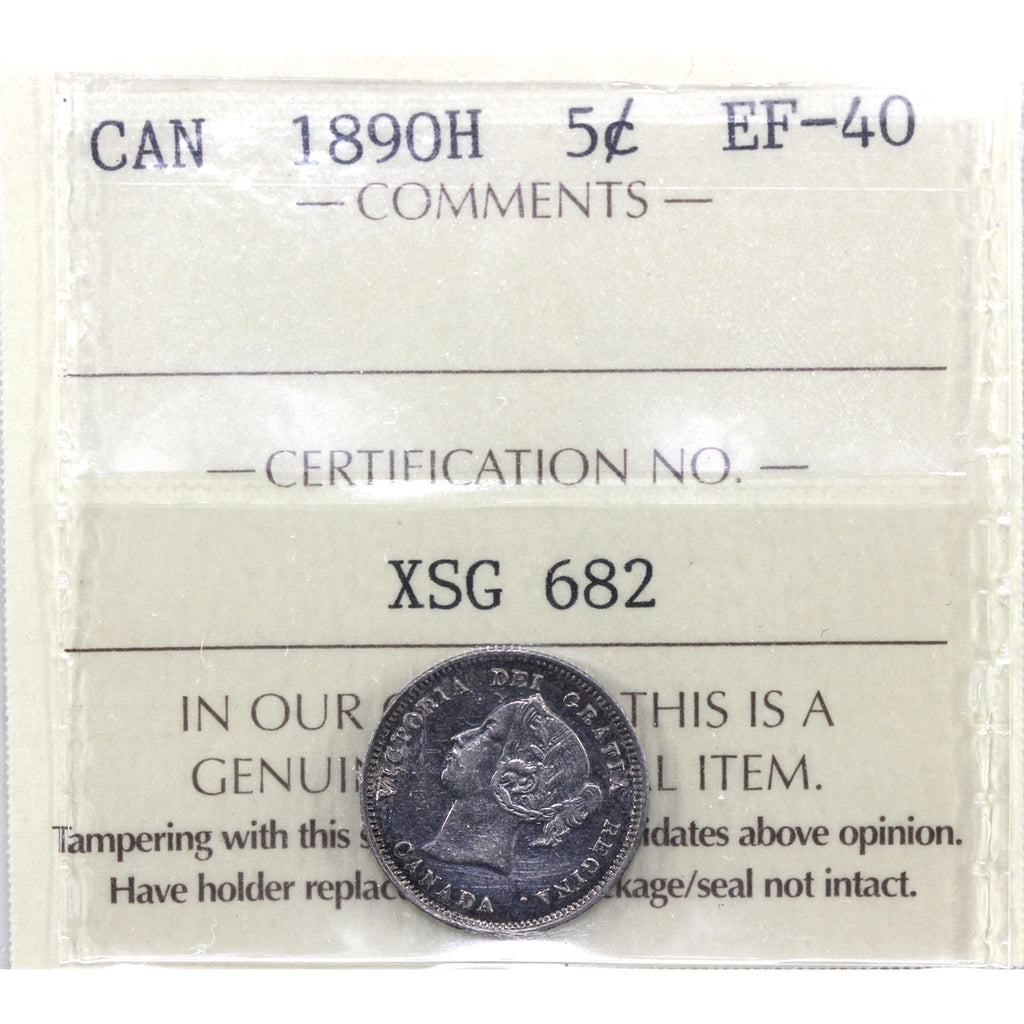 CAN 1890H 5¢ EF-40
— COMMENTS —
— CERTIFICATION NO. —
XSG 682
IN OUR THIS IS A
GENUIN L ITEM.
Tampering with this s idates above opinion.
Have holder replac kage/seal not intact.
VICTORIA DEI GRATIA REGINA ·
CANADA